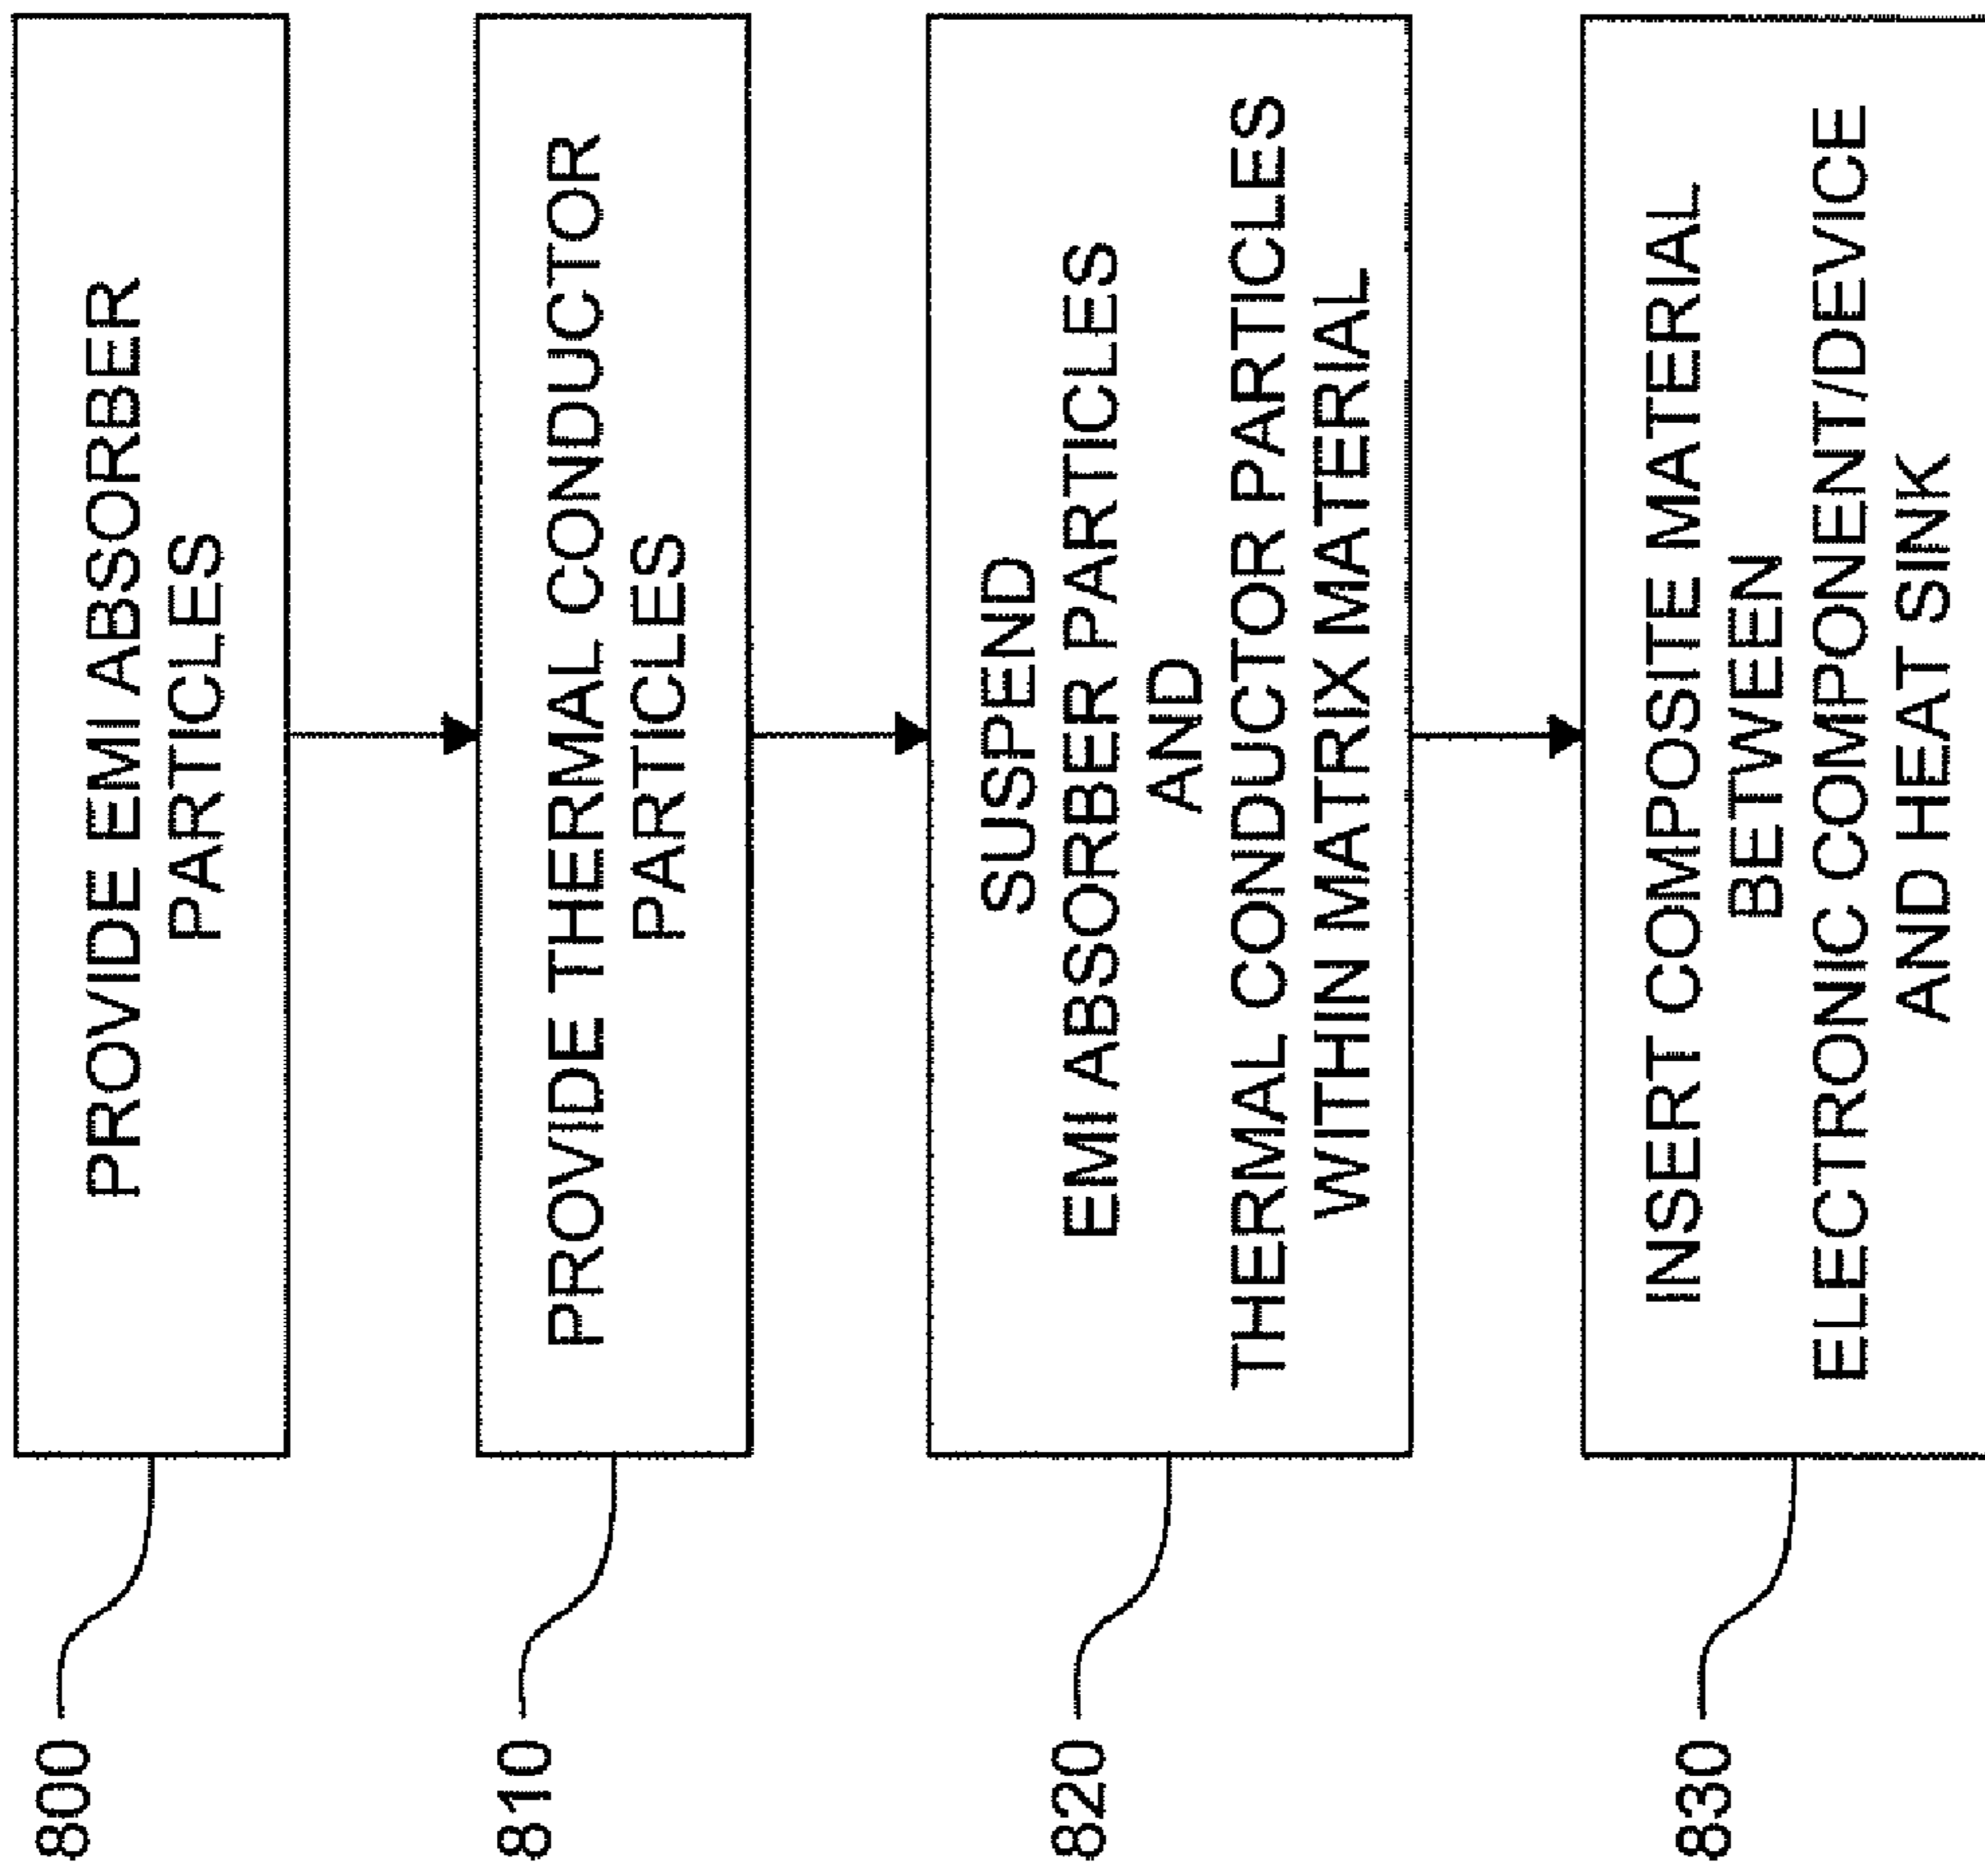 800
PROVIDE EMI ABSORBER
PARTICLES
810
PROVIDE THERMAL CONDUCTOR
PARTICLES
820
SUSPEND
EMI ABSORBER PARTICLES
AND
THERMAL CONDUCTOR PARTICLES
WITHIN MATRIX MATERIAL
830
INSERT COMPOSITE MATERIAL
BETWEEN
ELECTRONIC COMPONENT/DEVICE
AND HEAT SINK